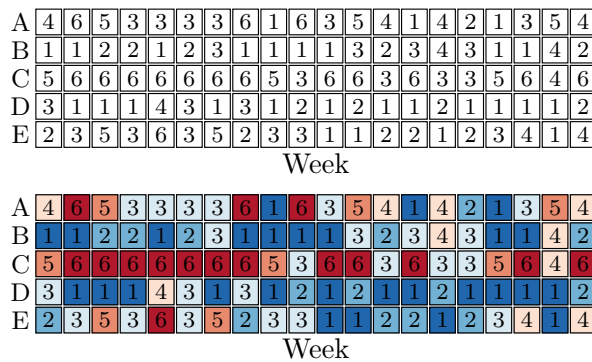 A 4 6 5 3 3 3 3 6 1 6 3 5 4 1 4 2 1 3 5 4
B 1 1 2 2 1 2 3 1 1 1 1 3 2 3 4 3 1 1 4 2
C 5 6 6 6 6 6 6 6 5 3 6 6 3 6 3 3 5 6 4 6
D 3 1 1 1 4 3 1 3 1 2 1 2 1 1 2 1 1 1 1 2
E 2 3 5 3 6 3 5 2 3 3 1 1 2 2 1 2 3 4 1 4
Week
A 4 6 5 3 3 3 3 6 1 6 3 5 4 1 4 2 1 3 5 4
B 1 1 2 2 1 2 3 1 1 1 1 3 2 3 4 3 1 1 4 2
C 5 6 6 6 6 6 6 6 5 3 6 6 3 6 3 3 5 6 4 6
D 3 1 1 1 4 3 1 3 1 2 1 2 1 1 2 1 1 1 1 2
E 2 3 5 3 6 3 5 2 3 3 1 1 2 2 1 2 3 4 1 4
Week